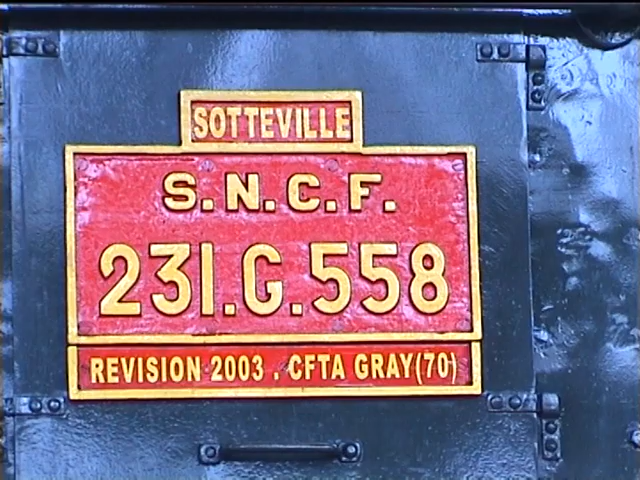 SOTTEVILLE
S.N.C.F.
231.G.558
REVISION 2003 . CFTA GRAY(70)